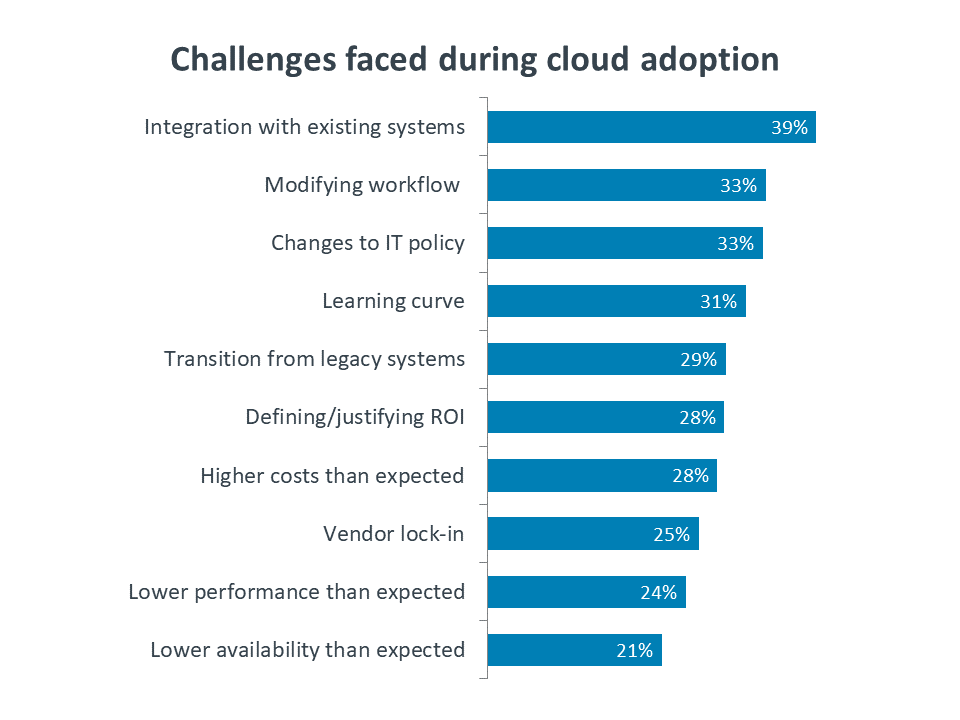 Challenges faced during cloud adoption
Integration with existing systems 39%
Modifying workflow 33%
Changes to IT policy 33%
Learning curve 31%
Transition from legacy systems 29%
Defining/justifying ROI 28%
Higher costs than expected 28%
Vendor lock-in 25%
Lower performance than expected 24%
Lower availability than expected 21%